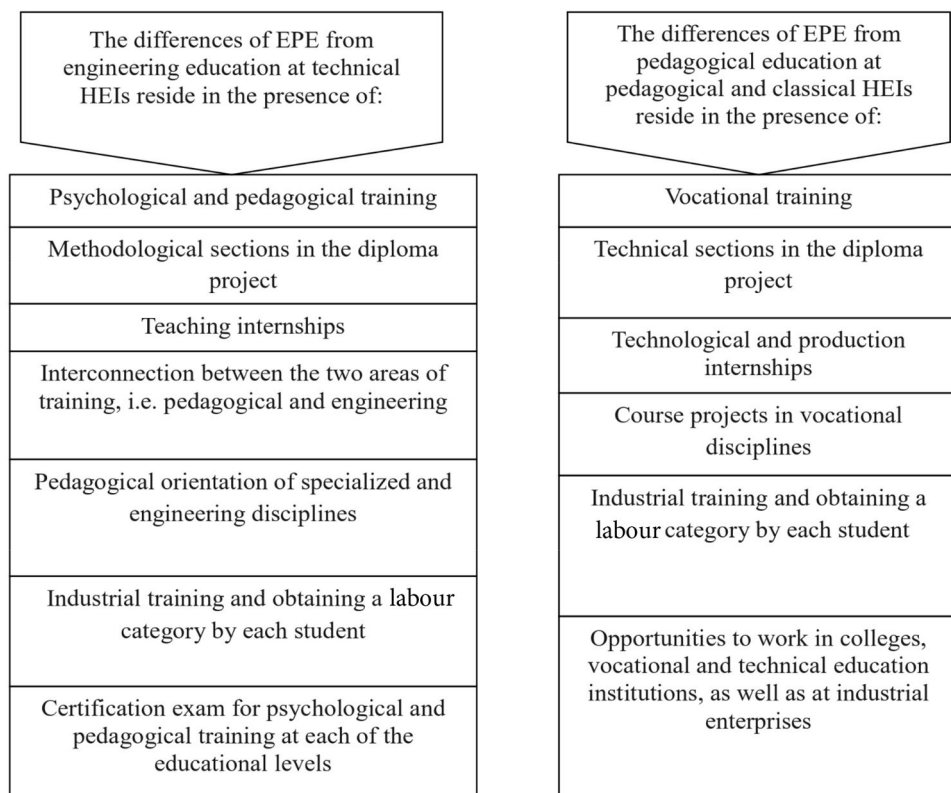 The differences of EPE from
engineering education at technical
HEIs reside in the presence of:
Psychological and pedagogical training
Methodological sections in the diploma
project
Teaching internships
Interconnection between the two areas of
training, i.e. pedagogical and engineering
Pedagogical orientation of specialized and
engineering disciplines
Industrial training and obtaining a labour
category by each student
Certification exam for psychological and
pedagogical training at each of the
educational levels
The differences of EPE from
pedagogical education at
pedagogical and classical HEIs
reside in the presence of:
Vocational training
Technical sections in the diploma
project
Technological and production
internships
Course projects in vocational
disciplines
Industrial training and obtaining a
labour category by each student
Opportunities to work in colleges,
vocational and technical education
institutions, as well as at industrial
enterprises